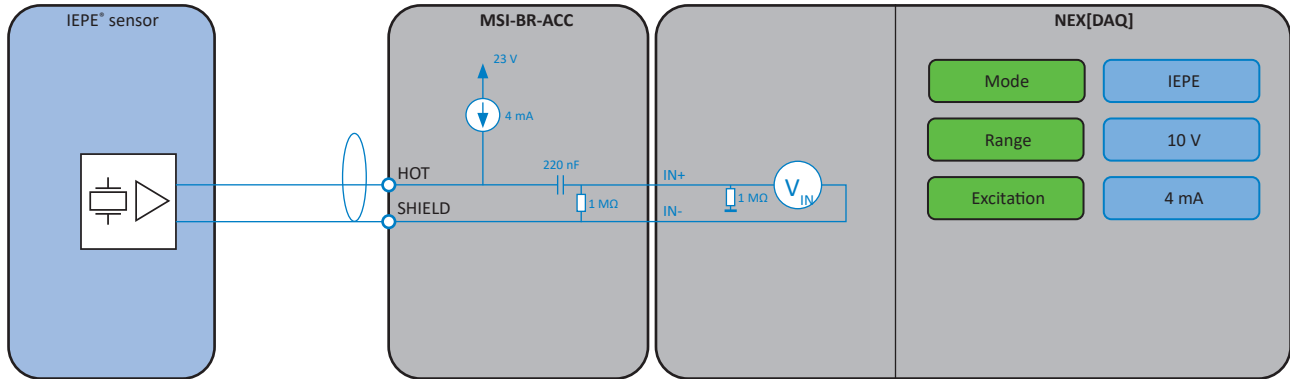 IEPE® sensor
MSI-BR-ACC
NEX[DAQ]
23 V
4 mA
HOT
220 nF
1 MΩ
SHIELD
IN+
IN-
1 MΩ
VIN
Mode
IEPE
Range
10 V
Excitation
4 mA